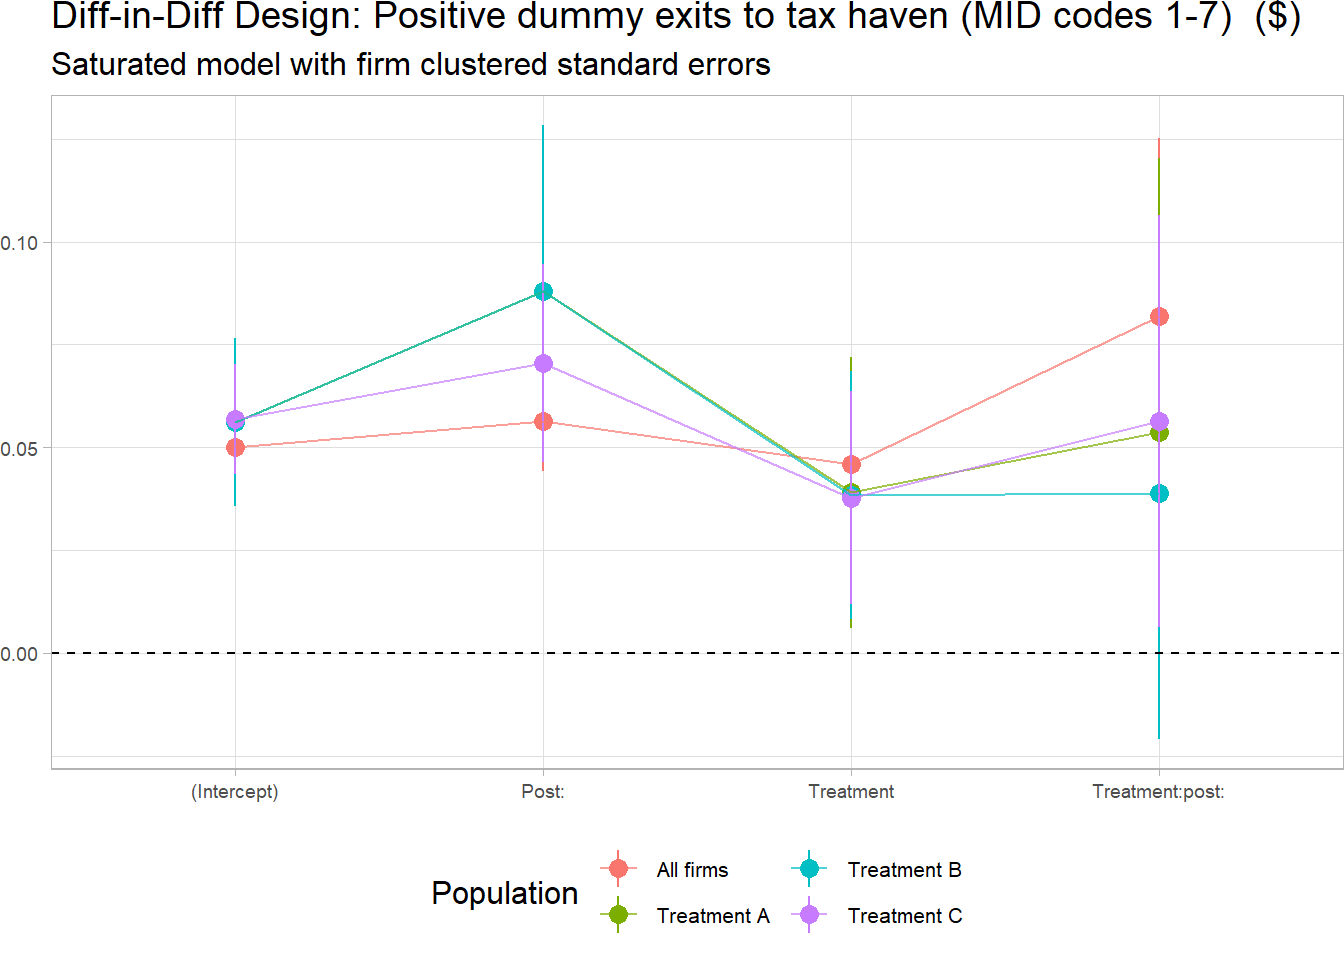 Diff-in-Diff Design: Positive dummy exits to tax haven (MID codes 1-7)  ($)
Saturated model with firm clustered standard errors
0.10
0.05
0.00
(Intercept)
Post:
Treatment
Treatment:post:
Population
All firms
Treatment B
Treatment A
Treatment C